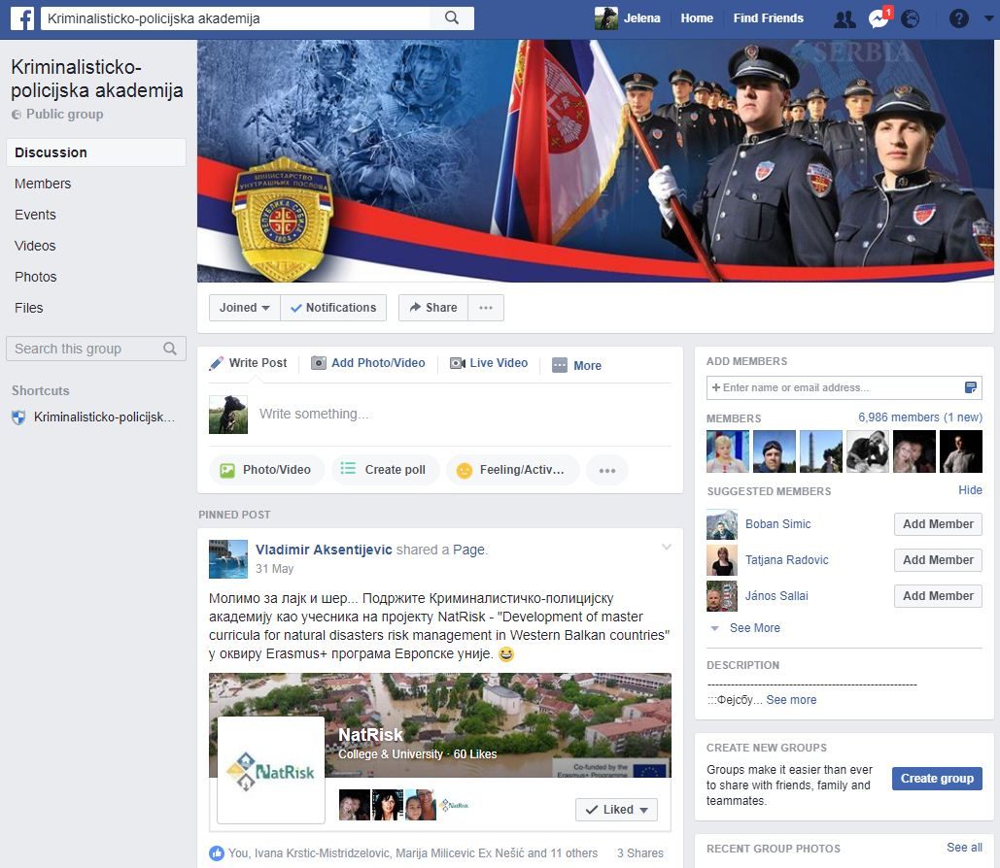 Kriminalisticko-policijska akademija
Jelena
Home
Find Friends
1
Kriminalisticko-
policijska akademija
Public group
Discussion
Members
Events
Videos
Photos
Files
Search this group
Shortcuts
Kriminalisticko-policijsk...
SERBIA
МИНИСТАРСТВО
УНУТРАШЊИХ ПОСЛОВА
РЕПУБЛИКА СРБИЈА
1804
Joined
Notifications
Share
Write Post
Add Photo/Video
Live Video
More
Write something...
Photo/Video
Create poll
Feeling/Activ...
PINNED POST
Vladimir Aksentijevic shared a Page.
31 May
Молимо за лајк и шер... Подржите Криминалистичко-полицијску
академију као учесника на пројекту NatRisk - "Development of master
curricula for natural disasters risk management in Western Balkan countries"
у оквиру Erasmus+ програма Европске уније.
NatRisk
NatRisk
College & University · 60 Likes
Co-funded by the
Erasmus+ Programme
NatRisk
Liked
You, Ivana Krstic-Mistridzelovic, Marija Milicevic Ex Nešić and 11 others
3 Shares
ADD MEMBERS
+ Enter name or email address...
MEMBERS
6,986 members (1 new)
SUGGESTED MEMBERS
Hide
Boban Simic
Add Member
Tatjana Radovic
Add Member
János Sallai
Add Member
See More
DESCRIPTION
------------------------------------------------------
:::Фејсбу... See more
CREATE NEW GROUPS
Groups make it easier than ever
to share with friends, family and
teammates.
Create group
RECENT GROUP PHOTOS
See all